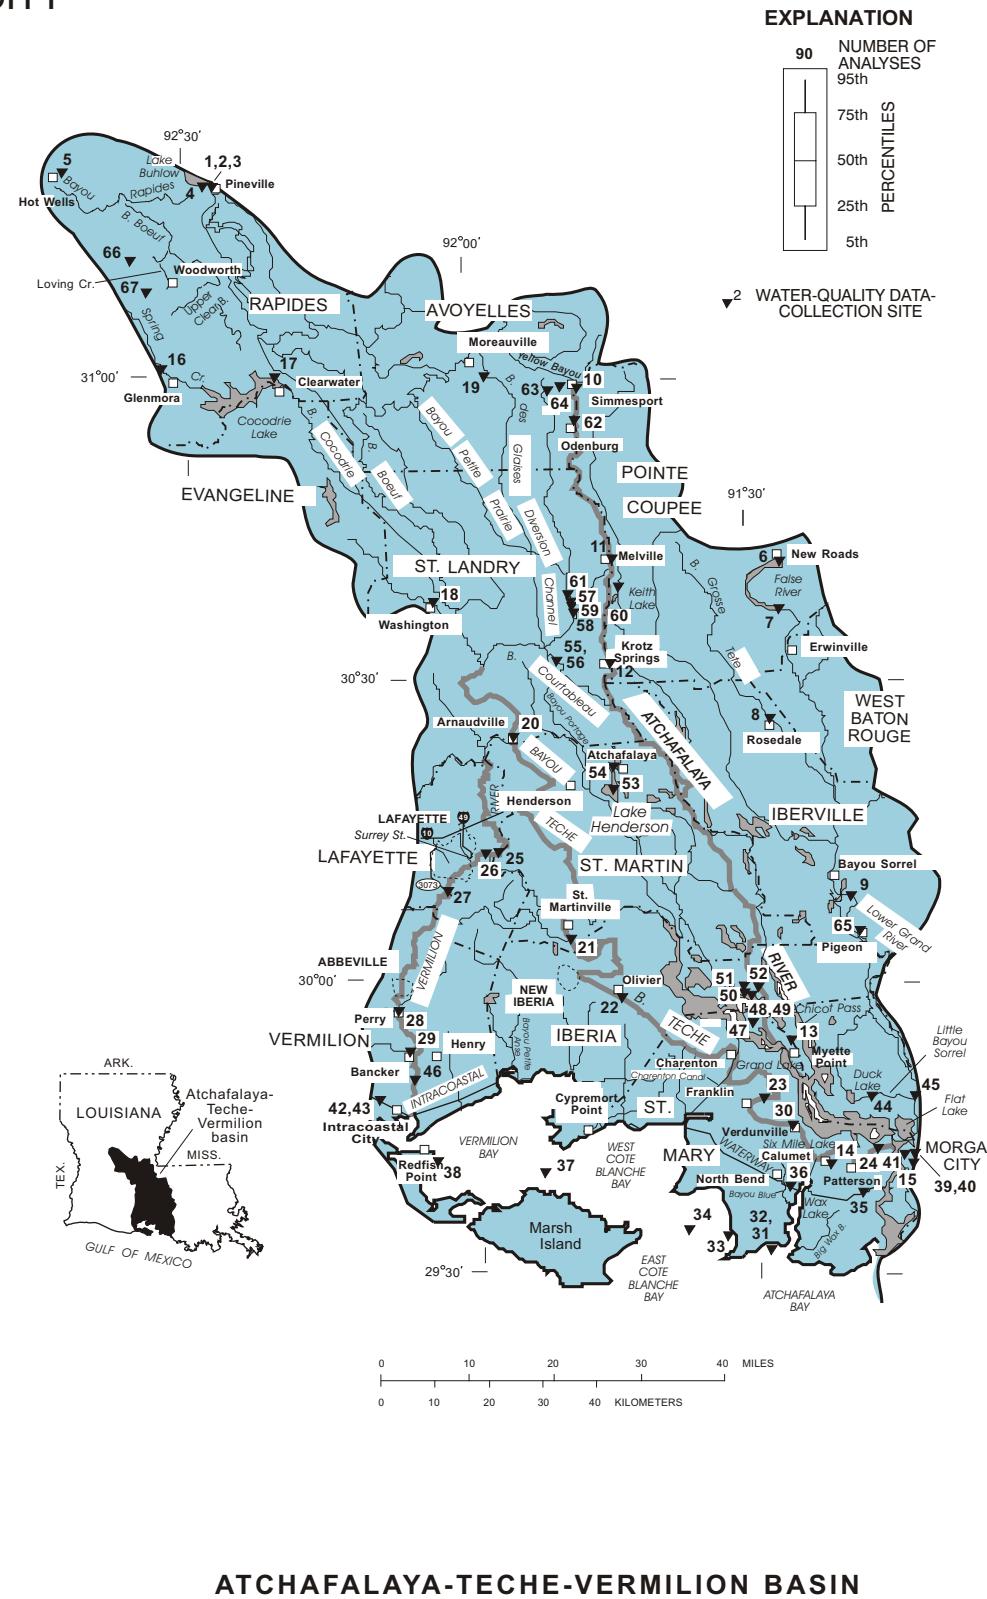 EXPLANATION
90
NUMBER OF
ANALYSES
95th
75th
50th
25th
5th
PERCENTILES
2
WATER-QUALITY DATA-
COLLECTION SITE
92°30′
Lake
Buhlow
1,2,3
Pineville
5
Bayou
Rapides
4
Hot Wells
B. Boeuf
66
Woodworth
Loving Cr.
67
Upper
Clear B.
Spring
Cr.
RAPIDES
92°00′
AVOYELLES
Moreauville
Yellow Bayou
16
17
31°00′
Clearwater
Glenmora
Cocodrie
Lake
19
B.
des
Glaises
Diversion
Channel
63
64
10
Simmesport
62
Odenburg
B.
Cocodrie
B.
Boeuf
Bayou
Petite
Prairie
EVANGELINE
POINTE
COUPEE
91°30′
ST. LANDRY
11
Melville
6
New Roads
False
River
7
B.
Grosse
Tete
18
Washington
61
57
59
58
Keith
Lake
60
55,
56
Krotz
Springs
12
Erwinville
30°30′
B.
Courtableau
Bayou Portage
WEST
BATON
ROUGE
8
Rosedale
Arnaudville
20
ATCHAFALAYA
BAYOU
TECHE
Atchafalaya
54
53
RIVER
Henderson
Lake
Henderson
IBERVILLE
LAFAYETTE
10
49
Surrey St.
LAFAYETTE
25
26
ST. MARTIN
Bayou Sorrel
3073
27
9
St.
Martinville
65
Lower Grand
River
Pigeon
21
VERMILION
ABBEVILLE
RIVER
30°00′
NEW
IBERIA
Olivier
22
B.
TECHE
51
52
50
48,49
Chicot Pass
47
13
Myette
Point
Perry
28
VERMILION
29
Henry
Bayou Petite
Anse
IBERIA
Charenton
Grand Lake
Little
Bayou
Sorrel
Bancker
46
INTRACOASTAL
Charenton Canal
Franklin
23
Duck
Lake
44
45
Flat
Lake
42,43
Intracoastal
City
Cypremort
Point
ST.
30
Verdunville
Six Mile Lake
VERMILION
BAY
WEST
COTE
BLANCHE
BAY
MARY
WATERWAY
Calumet
14
MORGA
CITY
Redfish
Point
38
37
North Bend
36
24
41
Patterson
15
39,40
Bayou Blue
35
Wax
Lake
Big Wax B.
34
33
32,
31
Marsh
Island
29°30′
EAST
COTE
BLANCHE
BAY
ATCHAFALAYA
BAY
ARK.
LOUISIANA
Atchafalaya-
Teche-
Vermilion
basin
MISS.
TEX.
GULF OF MEXICO
0 10 20 30 40 MILES
0 10 20 30 40 KILOMETERS
ATCHAFALAYA-TECHE-VERMILION BASIN